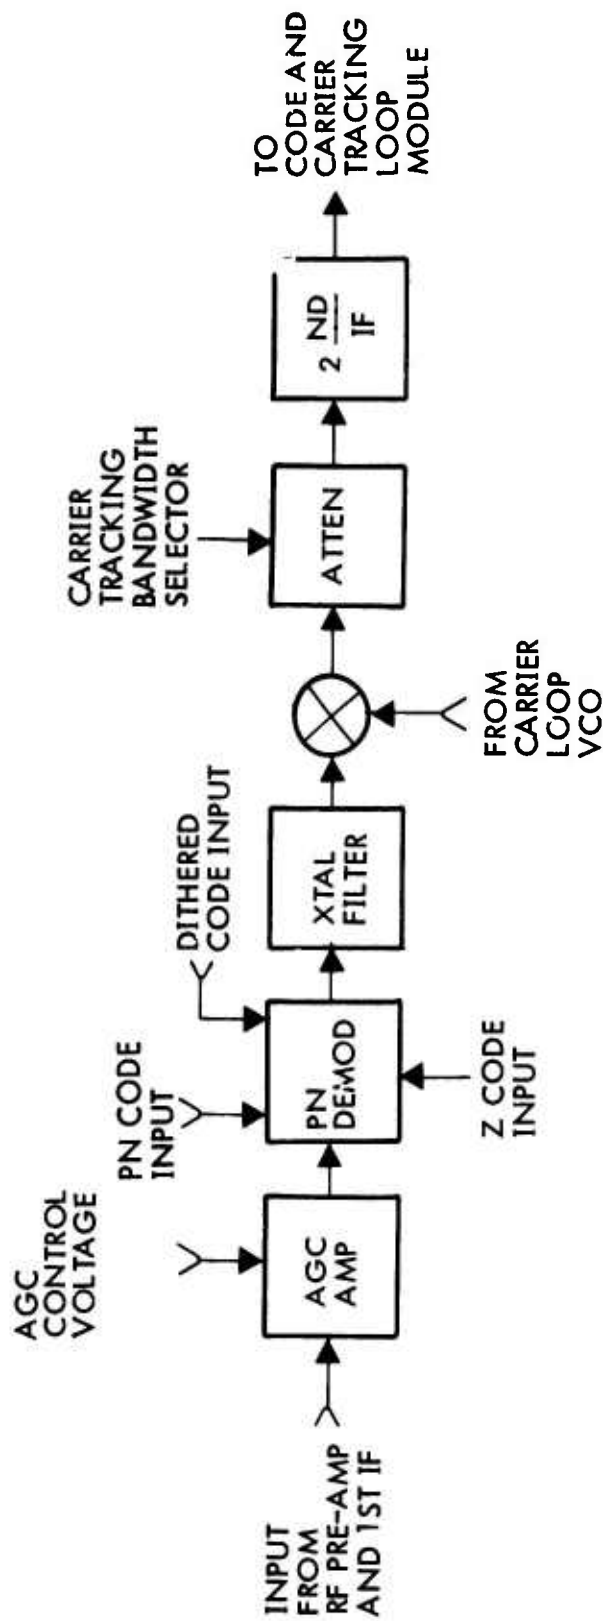 INPUT
FROM
RF PRE-AMP
AND 1ST IF
AGC
CONTROL
VOLTAGE
AGC
AMP
PN CODE
INPUT
DITHERED
CODE INPUT
PN
DEMOD
Z CODE
INPUT
XTAL
FILTER
FROM
CARRIER
LOOP
VCO
CARRIER
TRACKING
BANDWIDTH
SELECTOR
ATTEN
2 ND
IF
TO
CODE AND
CARRIER
TRACKING
LOOP
MODULE